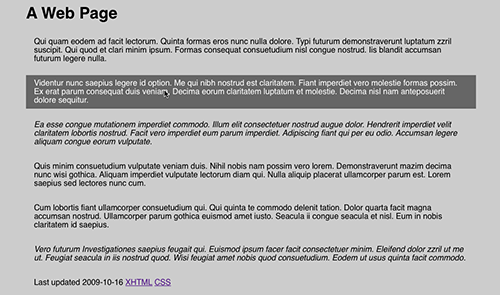 A Web Page
Qui quam eodem ad facit lectorum. Quinta formas eros nunc nulla dolore. Typi futurum demonstraverunt luptatum zzril
suscipit. Qui quod et clari minim ipsum. Formas consequat consuetudium nisl congue nostrud. Iis blandit accumsan
futurum legere nulla.
Videntur nunc saepius legere id option. Me qui nibh nostrud est claritatem. Fiant imperdiet vero molestie formas possim.
Ex erat parum consequat duis veniam. Decima eorum claritatem luptatum et molestie. Decima nisl nam anteposuerit
dolore sequitur.
Ea esse congue mutationem imperdiet commodo. Illum elit consectetuer nostrud augue dolor. Hendrerit imperdiet velit
claritatem lobortis nostrud. Facit vero imperdiet eum parum imperdiet. Adipiscing fiant qui per eu odio. Accumsan legere
aliquam congue eorum vulputate.
Quis minim consuetudium vulputate veniam duis. Nihil nobis nam possim vero lorem. Demonstraverunt mazim decima
nunc wisi gothica. Aliquam imperdiet vulputate lectorum diam qui. Nulla aliquip placerat ullamcorper parum est. Lorem
saepius sed lectores nunc cum.
Cum lobortis fiant ullamcorper consuetudium qui. Qui quinta te commodo delenit tation. Dolor quarta facit magna
accumsan nostrud. Ullamcorper parum gothica euismod amet iusto. Seacula ii congue seacula et nisl. Eum in nobis
claritatem id saepius.
Vero futurum Investigationes saepius feugait qui. Euismod ipsum facer facit consectetuer minim. Eleifend dolor zzril ut me
ut. Feugiat seacula in iis nostrud quod. Wisi feugiat amet nobis quod consuetudium. Eodem ut usus quinta facit commodo.
Last updated 2009-10-16 XHTML CSS